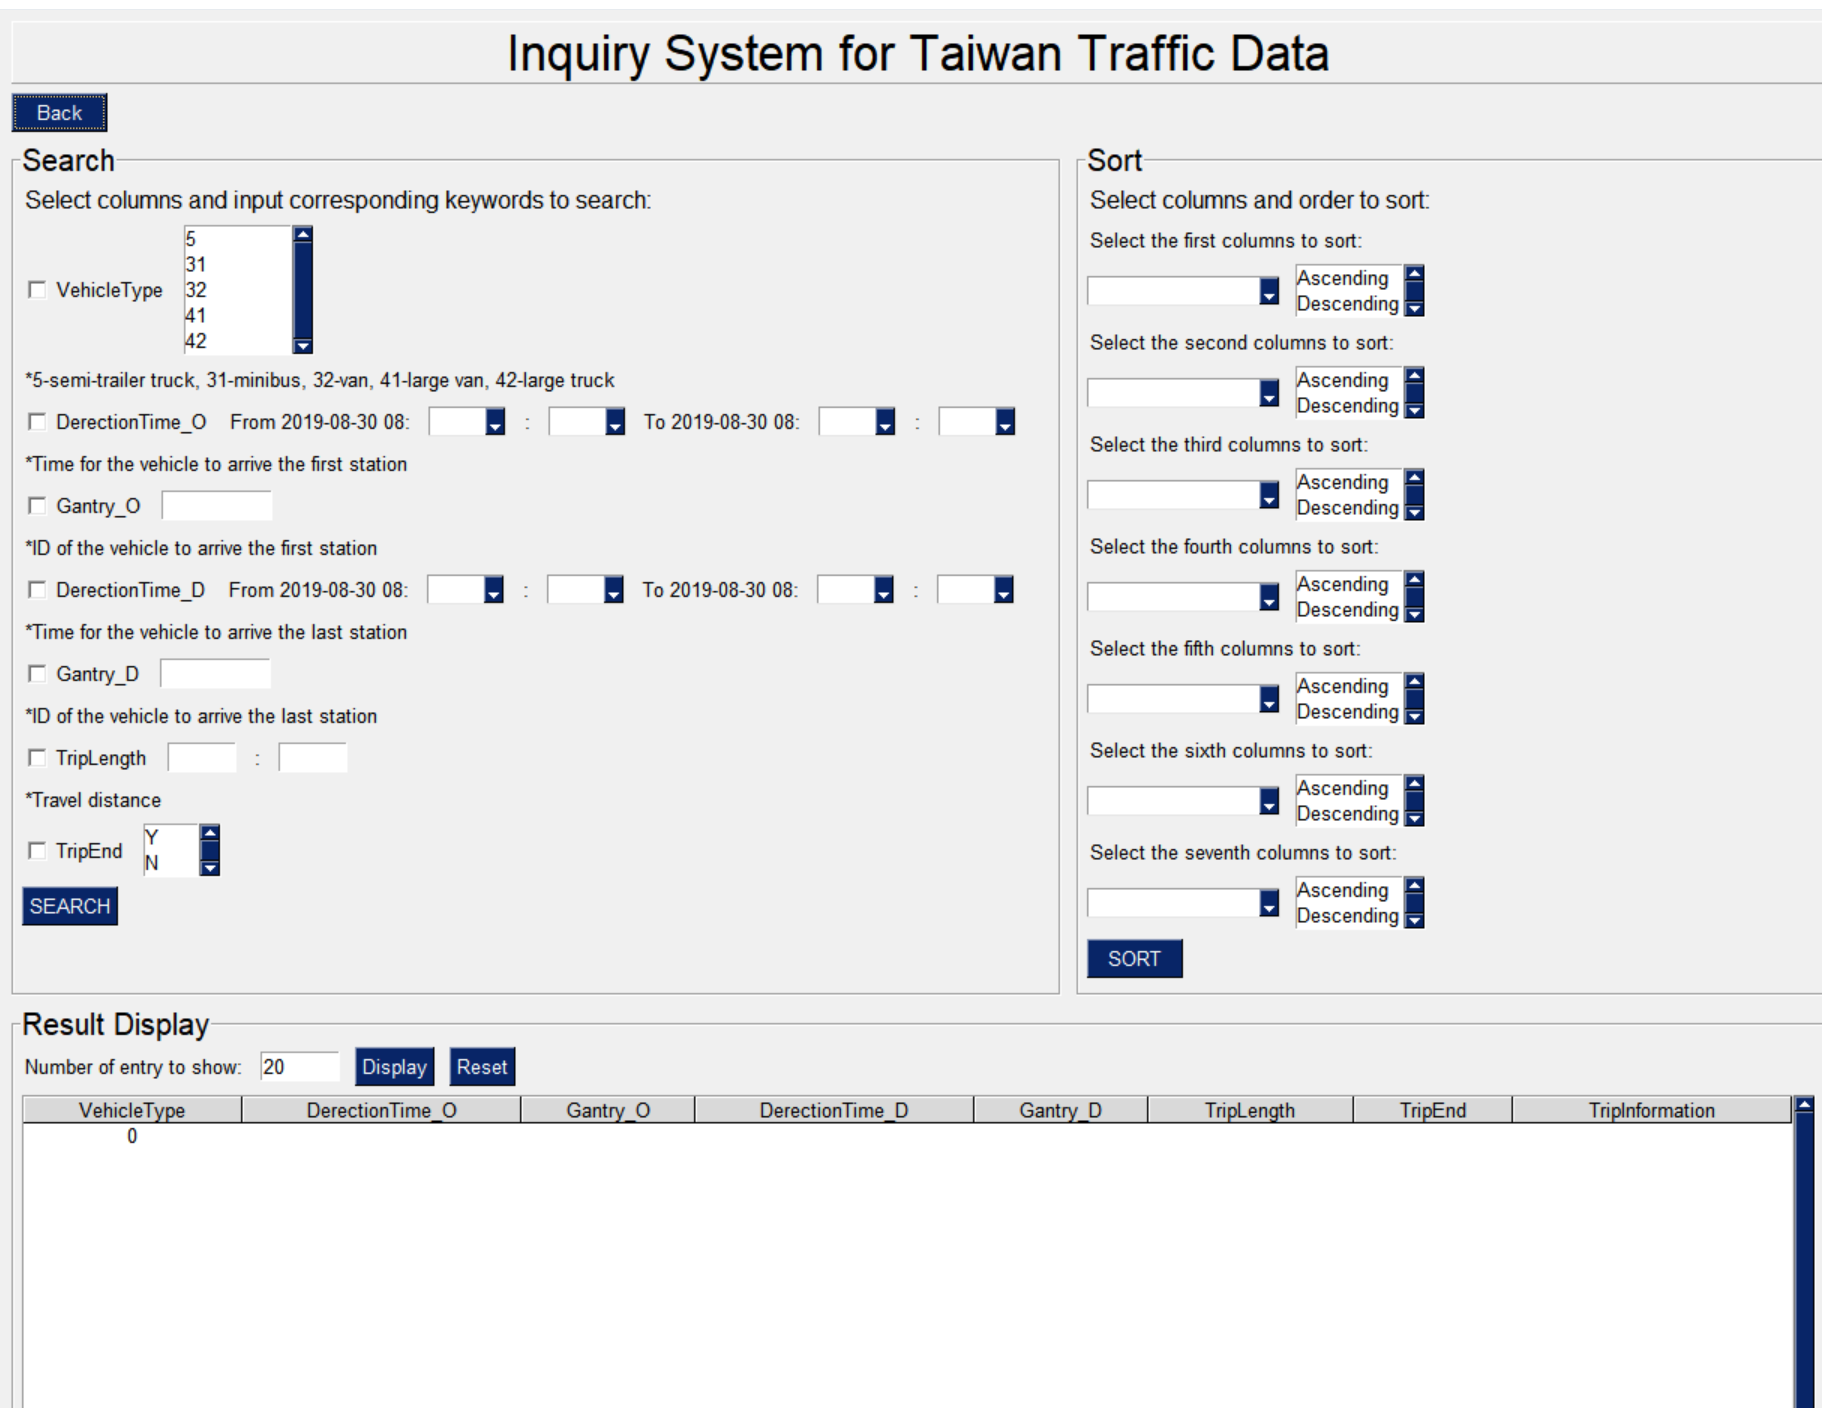 Inquiry System for Taiwan Traffic Data
Back
Search
Select columns and input corresponding keywords to search:
VehicleType
5
31
32
41
42
*5-semi-trailer truck, 31-minibus, 32-van, 41-large van, 42-large truck
DerectionTime_O From 2019-08-30 08: : To 2019-08-30 08: :
*Time for the vehicle to arrive the first station
Gantry_O
*ID of the vehicle to arrive the first station
DerectionTime_D From 2019-08-30 08: : To 2019-08-30 08: :
*Time for the vehicle to arrive the last station
Gantry_D
*ID of the vehicle to arrive the last station
TripLength :
*Travel distance
TripEnd
Y
N
SEARCH
Sort
Select columns and order to sort:
Select the first columns to sort:
Ascending
Descending
Select the second columns to sort:
Ascending
Descending
Select the third columns to sort:
Ascending
Descending
Select the fourth columns to sort:
Ascending
Descending
Select the fifth columns to sort:
Ascending
Descending
Select the sixth columns to sort:
Ascending
Descending
Select the seventh columns to sort:
Ascending
Descending
SORT
Result Display
Number of entry to show: 20 Display Reset
VehicleType DerectionTime_O Gantry_O DerectionTime_D Gantry_D TripLength TripEnd TripInformation
0